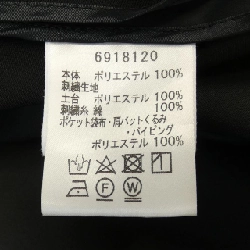 6918120
本体 ポリエステル 100%
刺繍生地
土台 ポリエステル 100%
刺繍糸 綿 100%
ポケット袋布・肩パットくるみ
・パイピング
ポリエステル 100%
F W